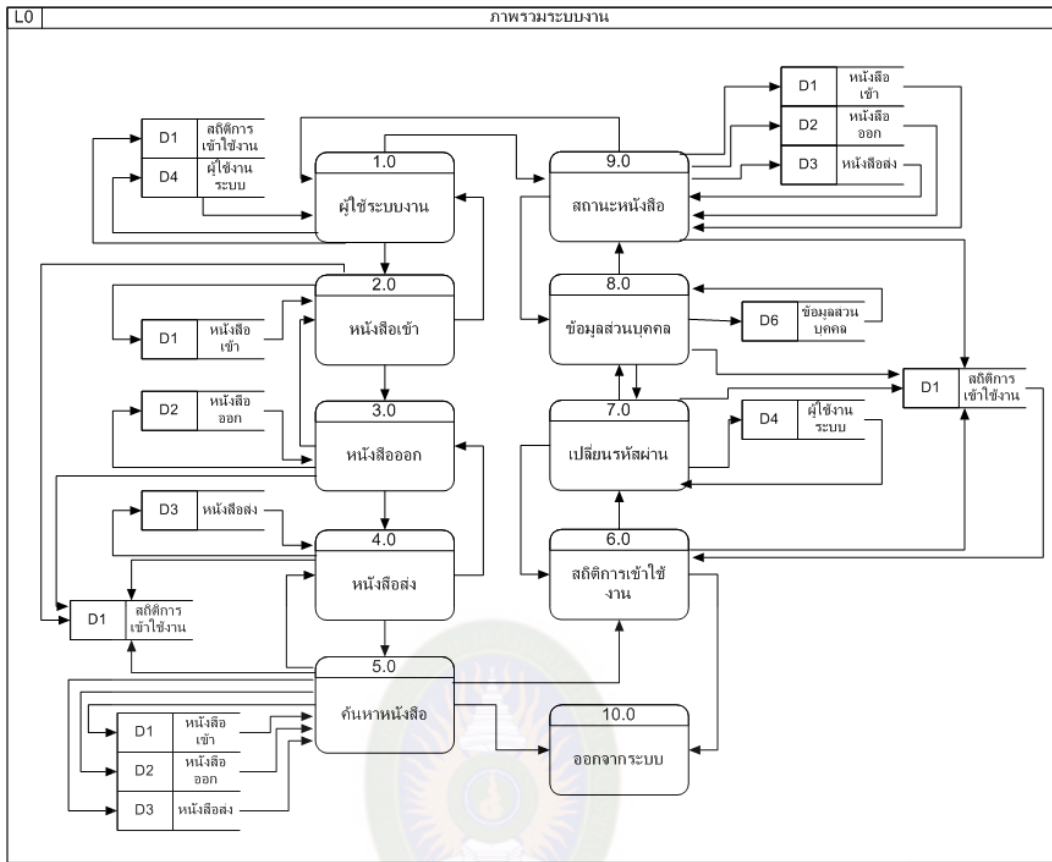 L0
ภาพรวมระบบงาน
D1
สถิติการ
เข้าใช้งาน
D4
ผู้ใช้งาน
ระบบ
1.0
ผู้ใช้ระบบงาน
9.0
สถานะหนังสือ
D1
หนังสือ
เข้า
D2
หนังสือ
ออก
D3
หนังสือส่ง
2.0
หนังสือเข้า
D1
หนังสือ
เข้า
8.0
ข้อมูลส่วนบุคคล
D6
ข้อมูลส่วน
บุคคล
D2
หนังสือ
ออก
3.0
หนังสือออก
7.0
เปลี่ยนรหัสผ่าน
D4
ผู้ใช้งาน
ระบบ
D1
สถิติการ
เข้าใช้งาน
D3
หนังสือส่ง
4.0
หนังสือส่ง
6.0
สถิติการเข้าใช้
งาน
D1
สถิติการ
เข้าใช้งาน
5.0
ค้นหาหนังสือ
D1
หนังสือ
เข้า
D2
หนังสือ
ออก
D3
หนังสือส่ง
10.0
ออกจากระบบ